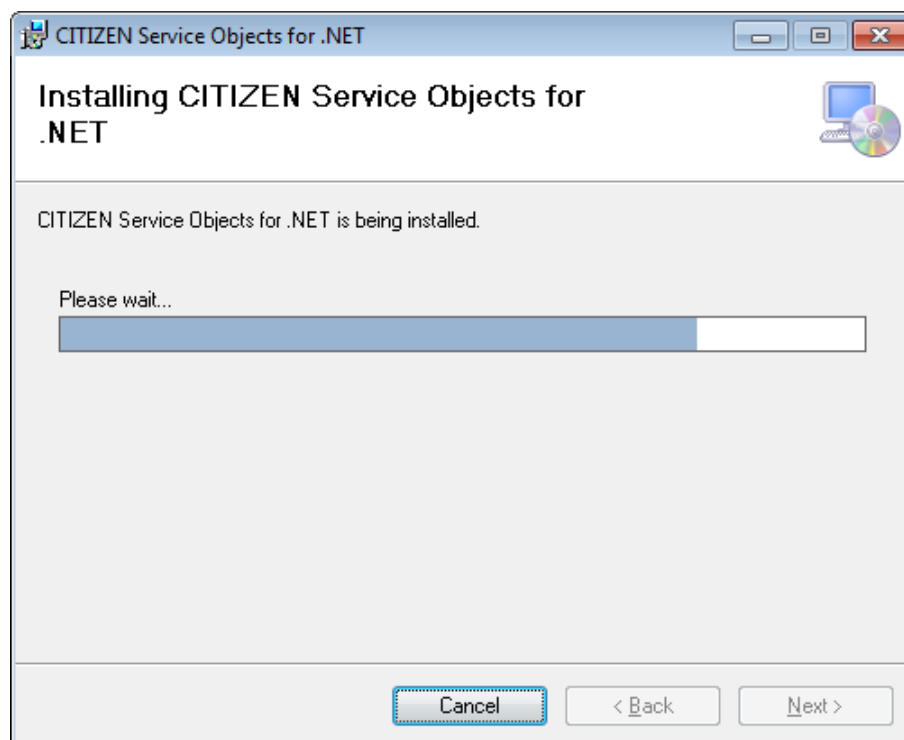 CITIZEN Service Objects for .NET
Installing CITIZEN Service Objects for
.NET
CITIZEN Service Objects for .NET is being installed.
Please wait...
Cancel
< Back
Next >